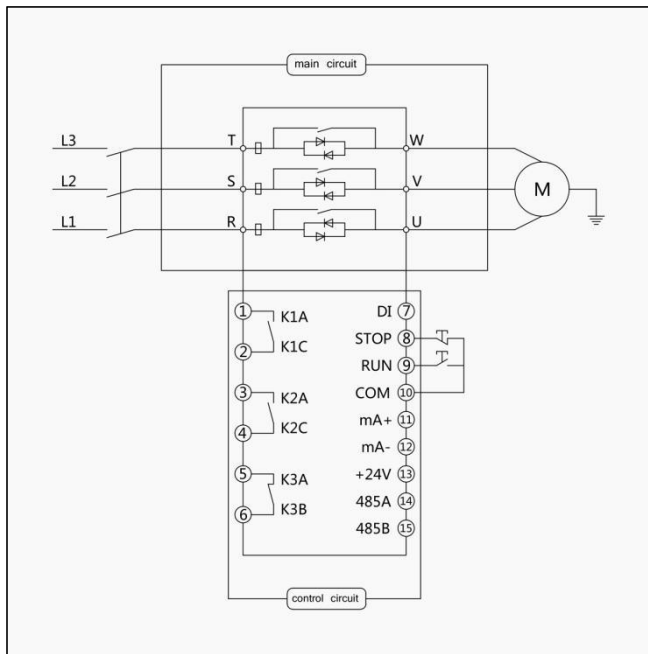 main circuit
L3 T W
L2 S V M
L1 R U
1 K1A DI 7
STOP 8
2 K1C RUN 9
3 K2A COM 10
mA+ 11
4 K2C mA- 12
5 K3A +24V 13
485A 14
6 K3B 485B 15
control circuit